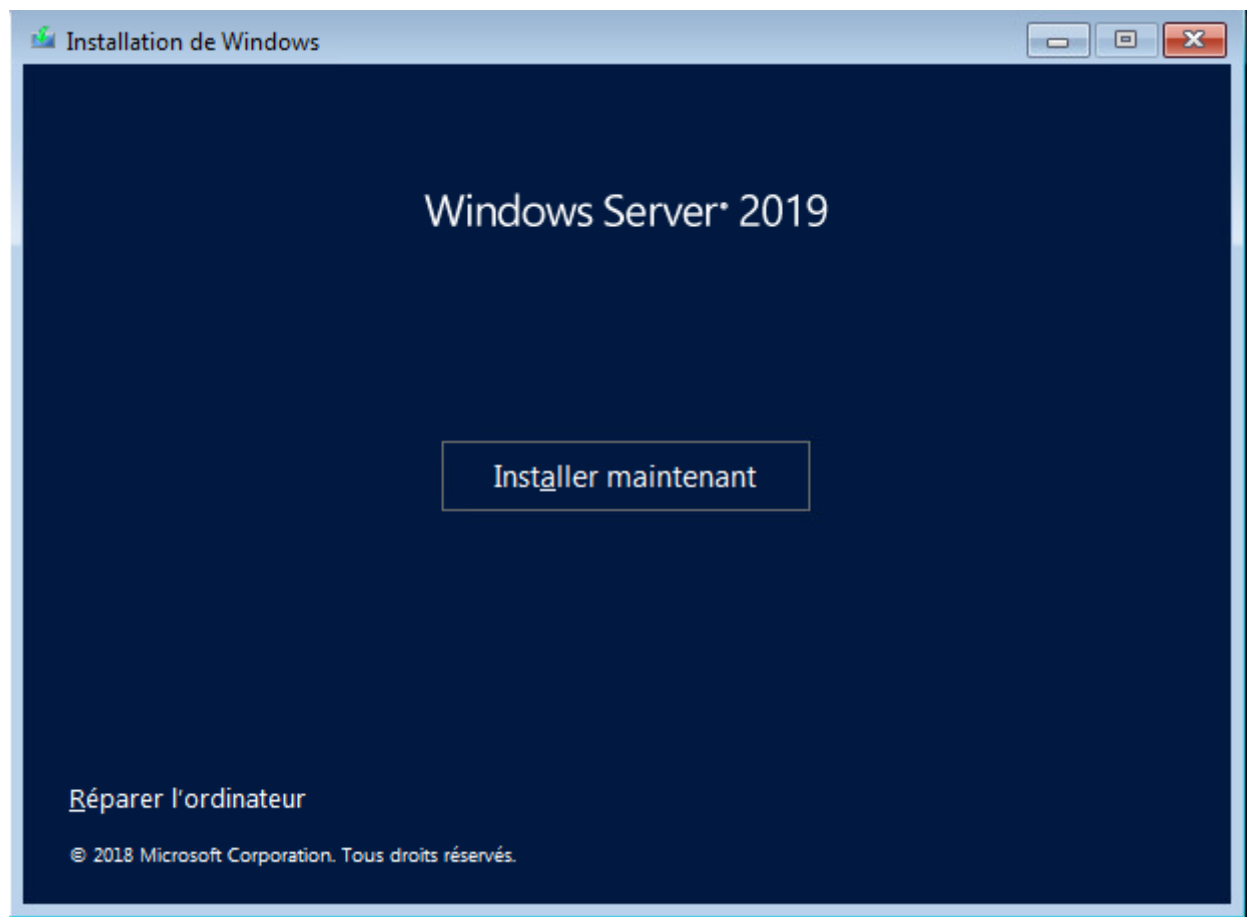 Installation de Windows
Windows Server® 2019
Installer maintenant
Réparer l'ordinateur
© 2018 Microsoft Corporation. Tous droits réservés.